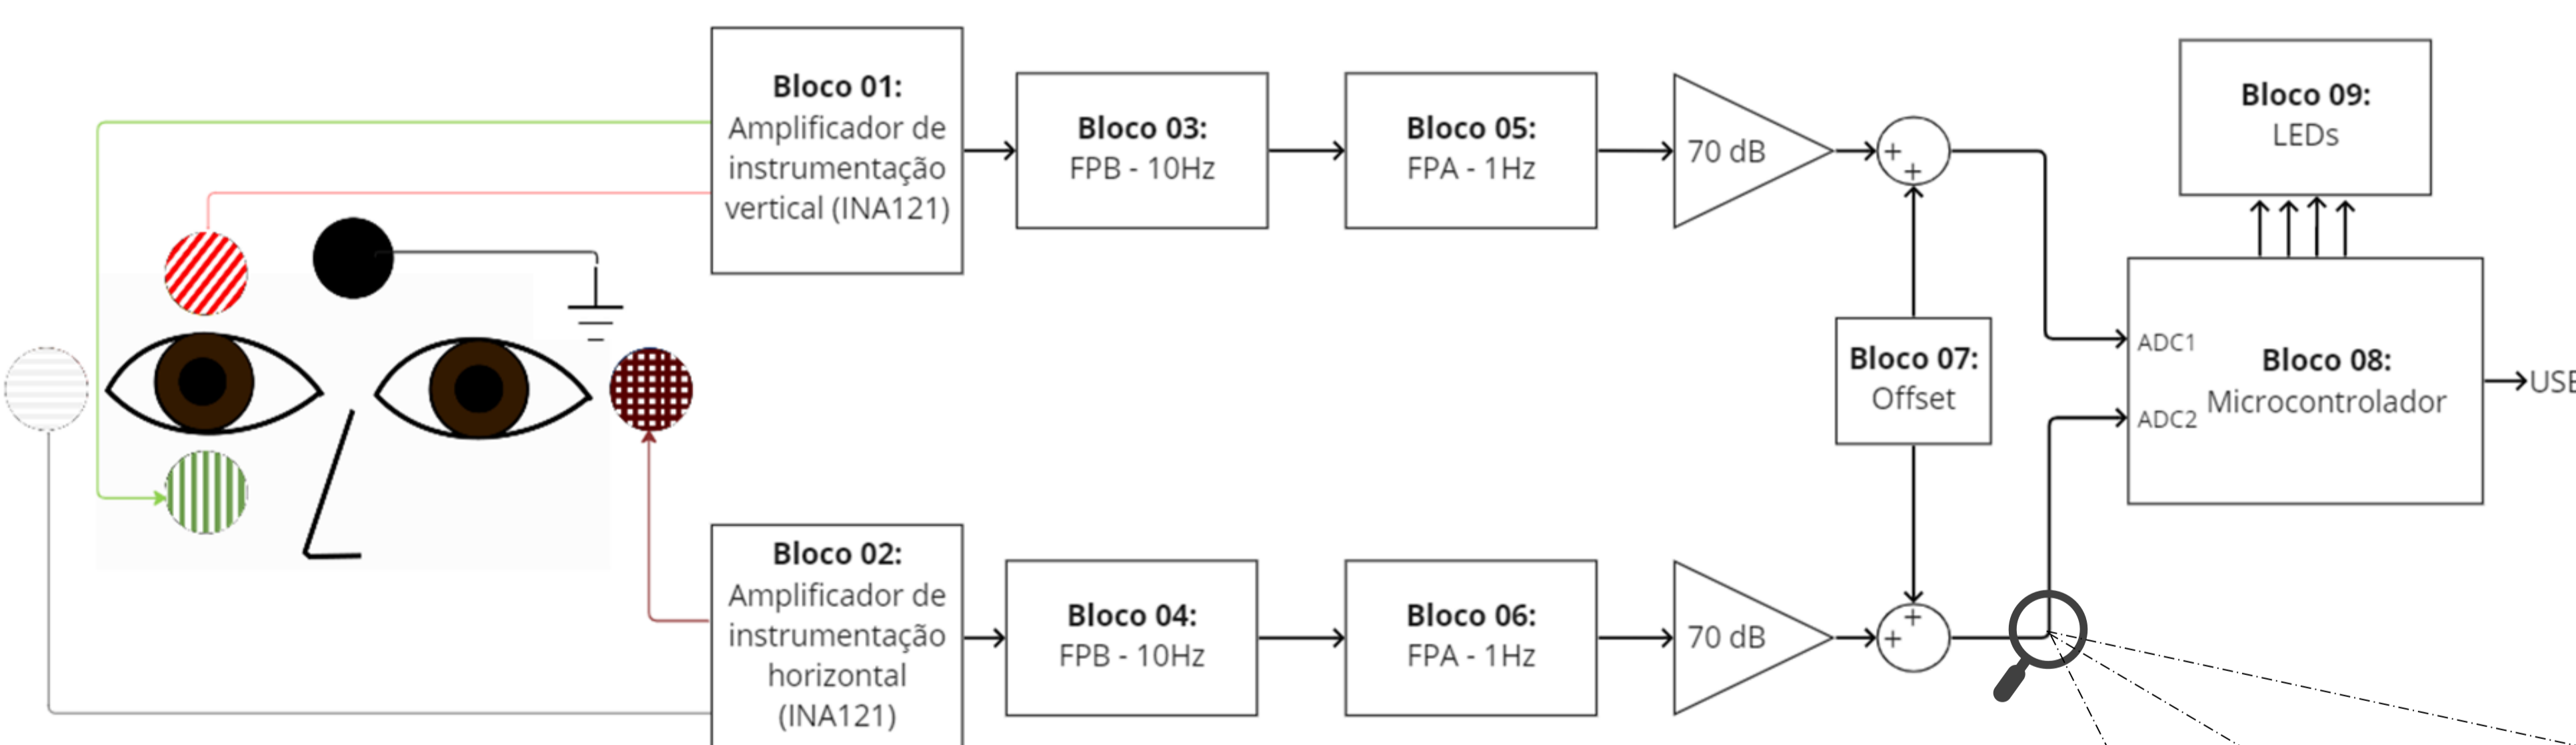 Bloco 01:
Amplificador de
instrumentação
vertical (INA121)
Bloco 03:
FPB - 10Hz
Bloco 05:
FPA - 1Hz
70 dB
+
+
Bloco 09:
LEDs
Bloco 07:
Offset
ADC1
ADC2
Bloco 08:
Microcontrolador
USB
Bloco 02:
Amplificador de
instrumentação
horizontal
(INA121)
Bloco 04:
FPB - 10Hz
Bloco 06:
FPA - 1Hz
70 dB
+
+